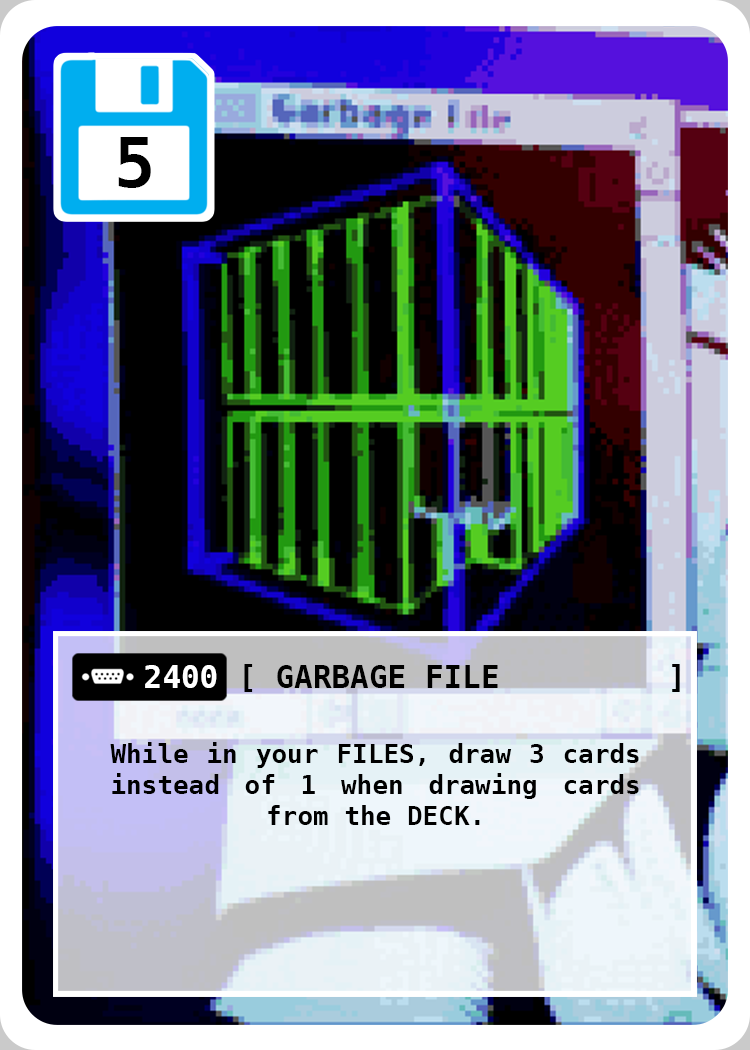 Garbage File
5
2400 [ GARBAGE FILE ]
While in your FILES, draw 3 cards
instead of 1 when drawing cards
from the DECK.